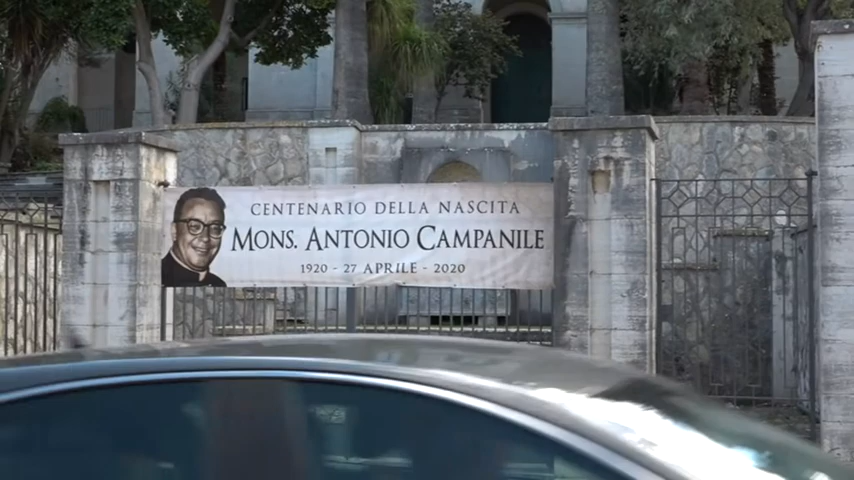 CENTENARIO DELLA NASCITA
MONS. ANTONIO CAMPANILE
1920 - 27 APRILE - 2020